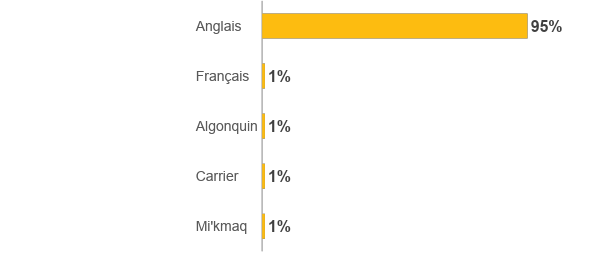 Anglais 95%
Français 1%
Algonquin 1%
Carrier 1%
Mi'kmaq 1%